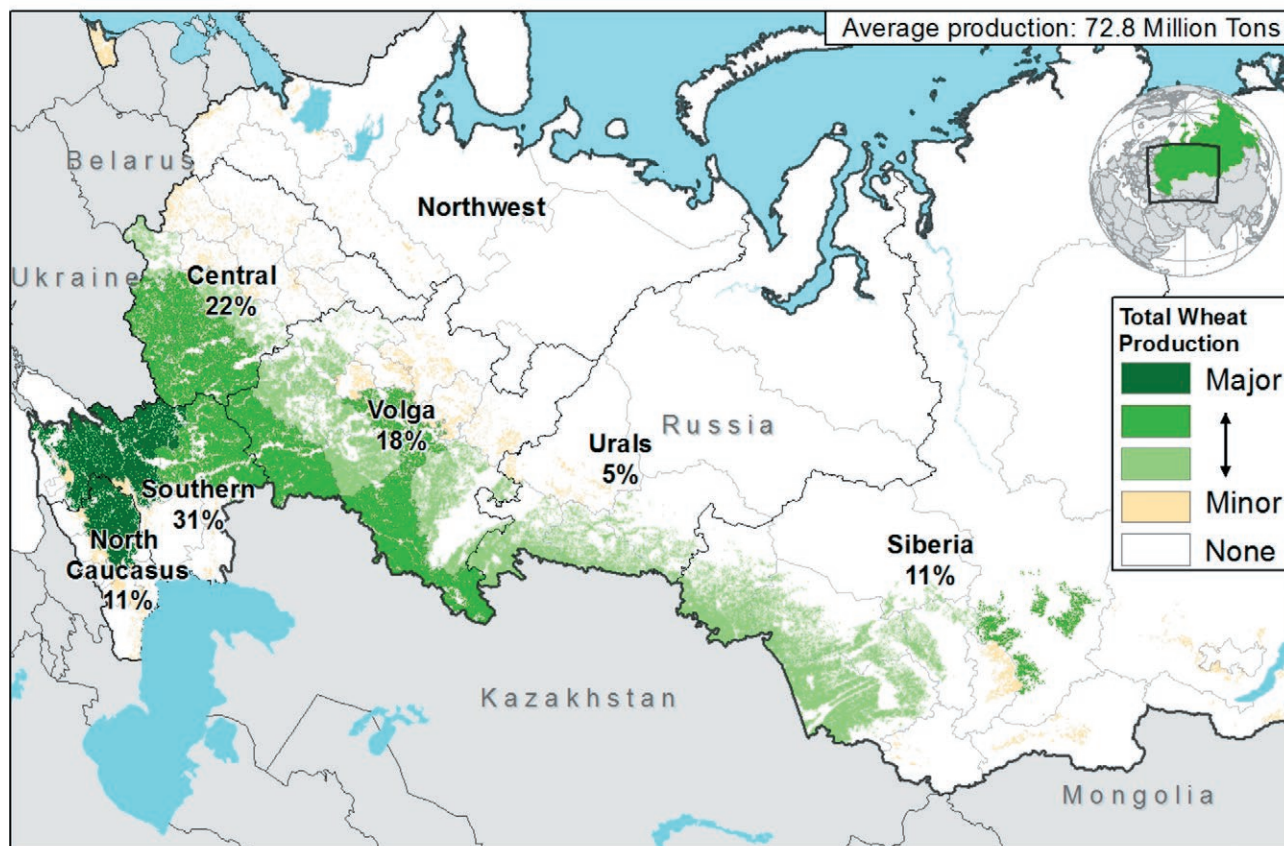 Average production: 72.8 Million Tons
Belarus
Northwest
Ukraine
Central
22%
Total Wheat
Production
Major
Minor
None
Volga
18%
Urals
5%
Russia
Southern
31%
North
Caucasus
11%
Siberia
11%
Kazakhstan
Mongolia